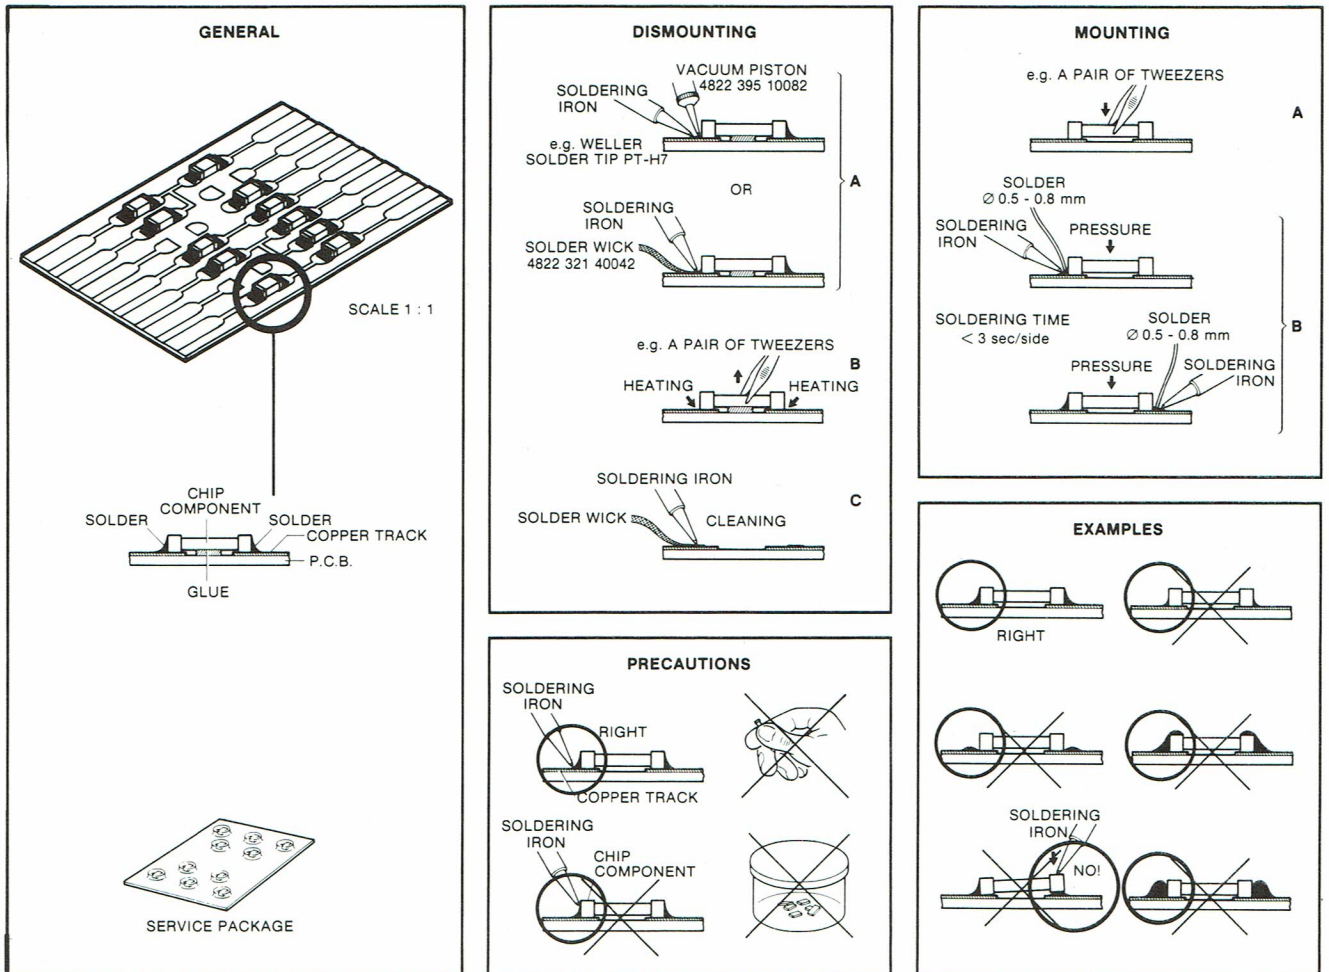 GENERAL
SCALE 1 : 1
CHIP
COMPONENT
SOLDER
SOLDER
COPPER TRACK
P.C.B.
GLUE
SERVICE PACKAGE
DISMOUNTING
VACUUM PISTON
4822 395 10082
SOLDERING
IRON
e.g. WELLER
SOLDER TIP PT-H7
OR
A
SOLDERING
IRON
SOLDER WICK
4822 321 40042
e.g. A PAIR OF TWEEZERS
B
HEATING
HEATING
SOLDERING IRON
C
SOLDER WICK
CLEANING
PRECAUTIONS
SOLDERING
IRON
RIGHT
COPPER TRACK
SOLDERING
IRON
CHIP
COMPONENT
MOUNTING
e.g. A PAIR OF TWEEZERS
A
SOLDER
Ø 0.5 - 0.8 mm
SOLDERING
IRON
PRESSURE
SOLDERING TIME
< 3 sec/side
SOLDER
Ø 0.5 - 0.8 mm
B
PRESSURE
SOLDERING
IRON
EXAMPLES
RIGHT
SOLDERING
IRON
NO!